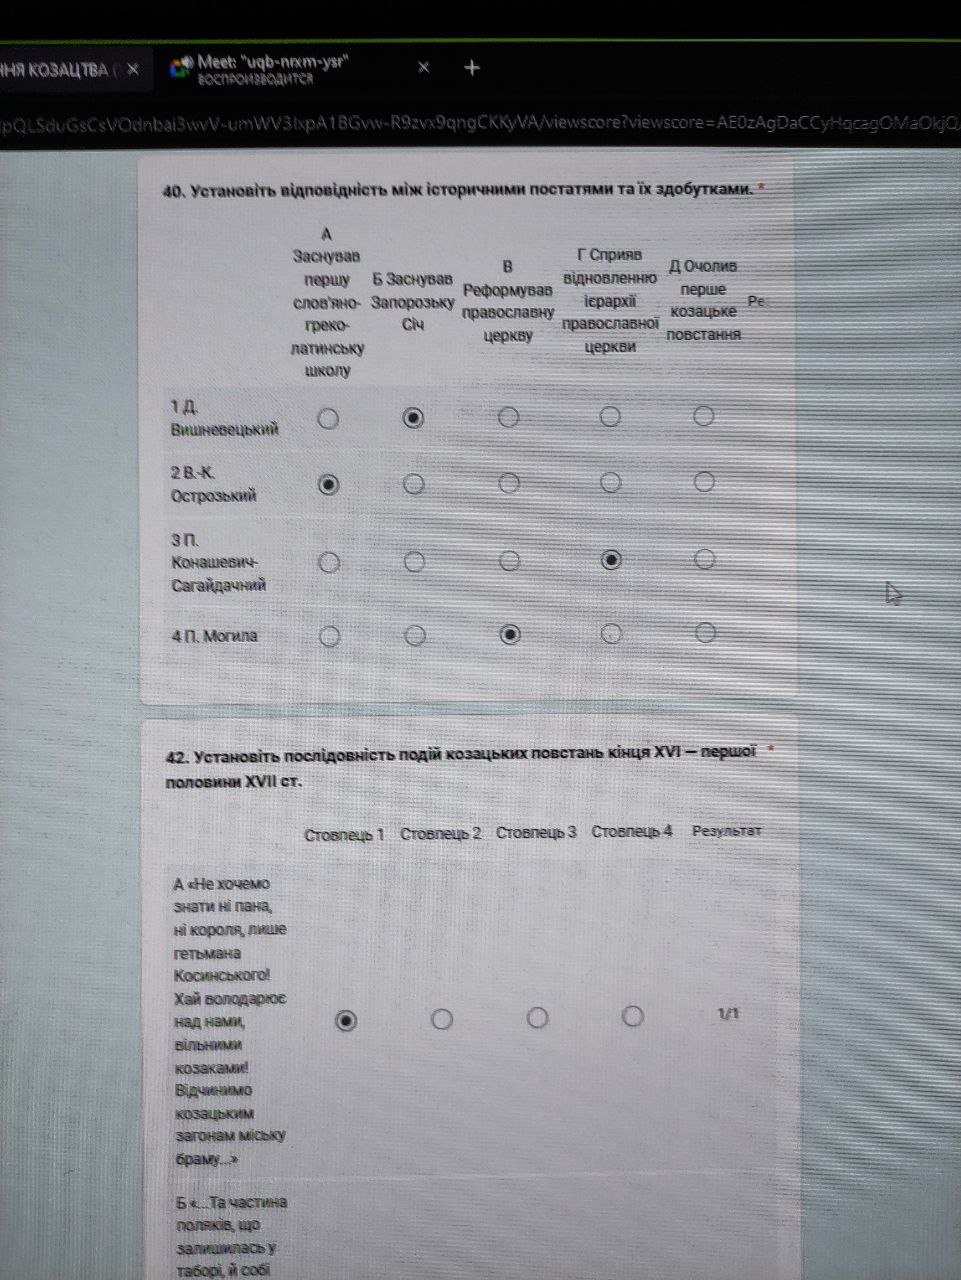 ННЯ КОЗАЦТВА (
Meet: "uqb-nrxm-ysr"
ВОСПРОИЗВОДИТСЯ
/viewscore?viewscore=
40. Установіть відповідність між історичними постатями та їх здобутками. *
А
Заснував
першу
слов'яно-
греко-
латинську
школу
Б Заснував
Запорозьку
Січ
В
Реформував
православну
церкву
Г Сприяв
відновленню
ієрархії
православної
церкви
Д Очолив
перше
козацьке
повстання
Ре
1 Д.
Вишневецький
2 В.-К.
Острозький
3 П.
Конашевич-
Сагайдачний
4 П. Могила
42. Установіть послідовність подій козацьких повстань кінця XVI — першої *
половини XVII ст.
Стовпець 1 Стовпець 2 Стовпець 3 Стовпець 4 Результат
А «Не хочемо
знати ні пана,
ні короля, лише
гетьмана
Косинського!
Хай володарює
над нами,
вільними
козаками!
Відчинимо
козацьким
загонам міську
браму...»
1/1
Б «...Та частина
поляків, що
залишилась у
таборі, й собі